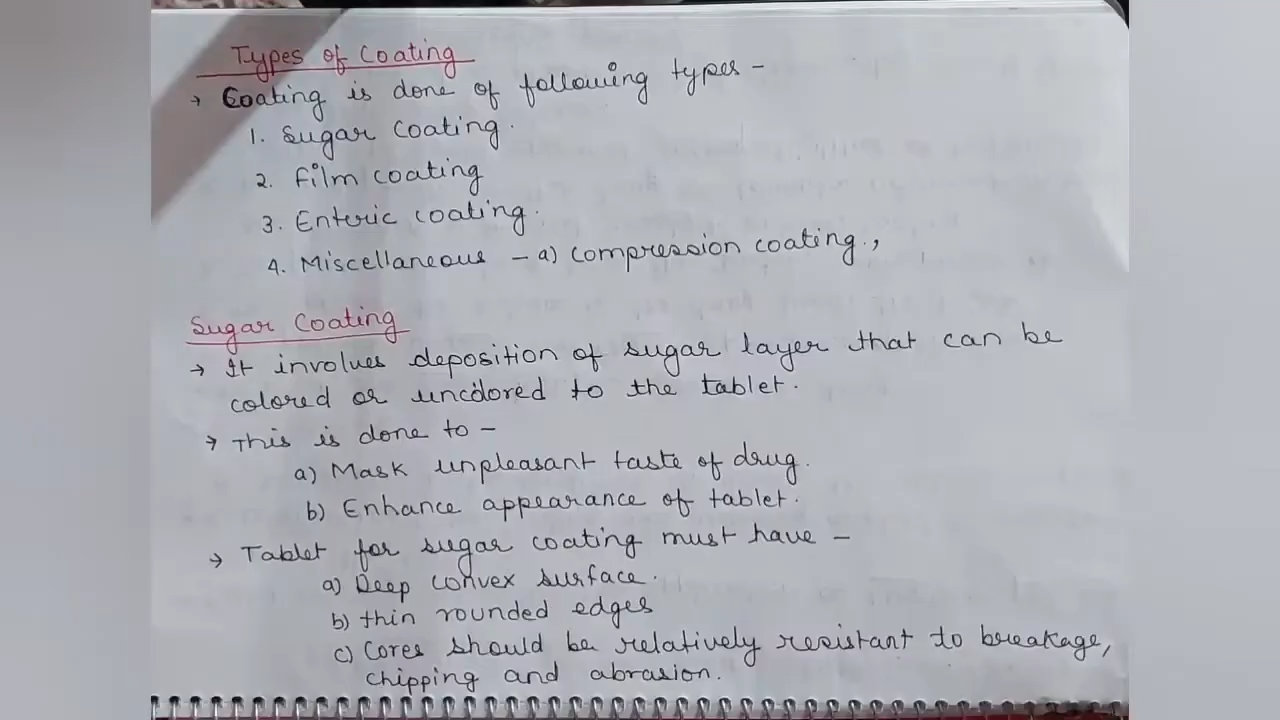 Types of Coating
→ Coating is done of following types -
1. Sugar coating.
2. Film coating
3. Enteric coating.
4. Miscellaneous - a) compression coating.,
Sugar Coating
→ It involves deposition of sugar layer that can be
colored or uncolored to the tablet.
→ This is done to -
a) Mask unpleasant taste of drug.
b) Enhance appearance of tablet.
→ Tablet for sugar coating must have -
a) Deep convex surface.
b) thin rounded edges
c) Cores should be relatively resistant to breakage,
chipping and abrasion.